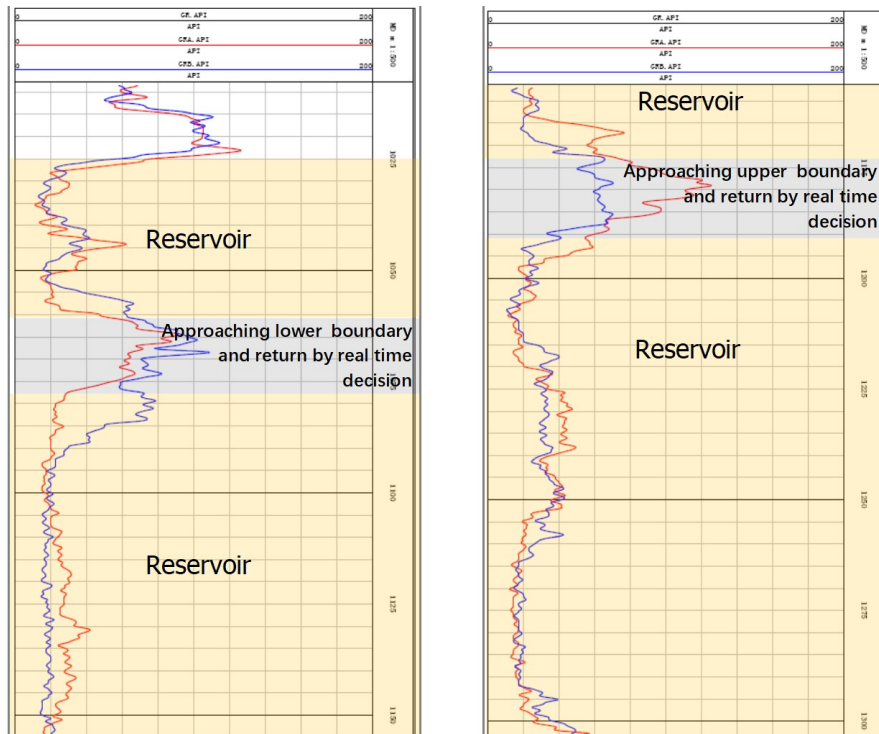 GR.API
0 200
API
GRA.API
0 200
API
GRB.API
0 200
API
MD m 1:500
1025
Reservoir
1050
Approaching lower boundary
and return by real time
decision
1100
Reservoir
1125
1150
GR.API
0 200
API
GRA.API
0 200
API
GRB.API
0 200
API
MD m 1:500
Reservoir
Approaching upper boundary
and return by real time
decision
1200
Reservoir
1225
1250
1275
1300